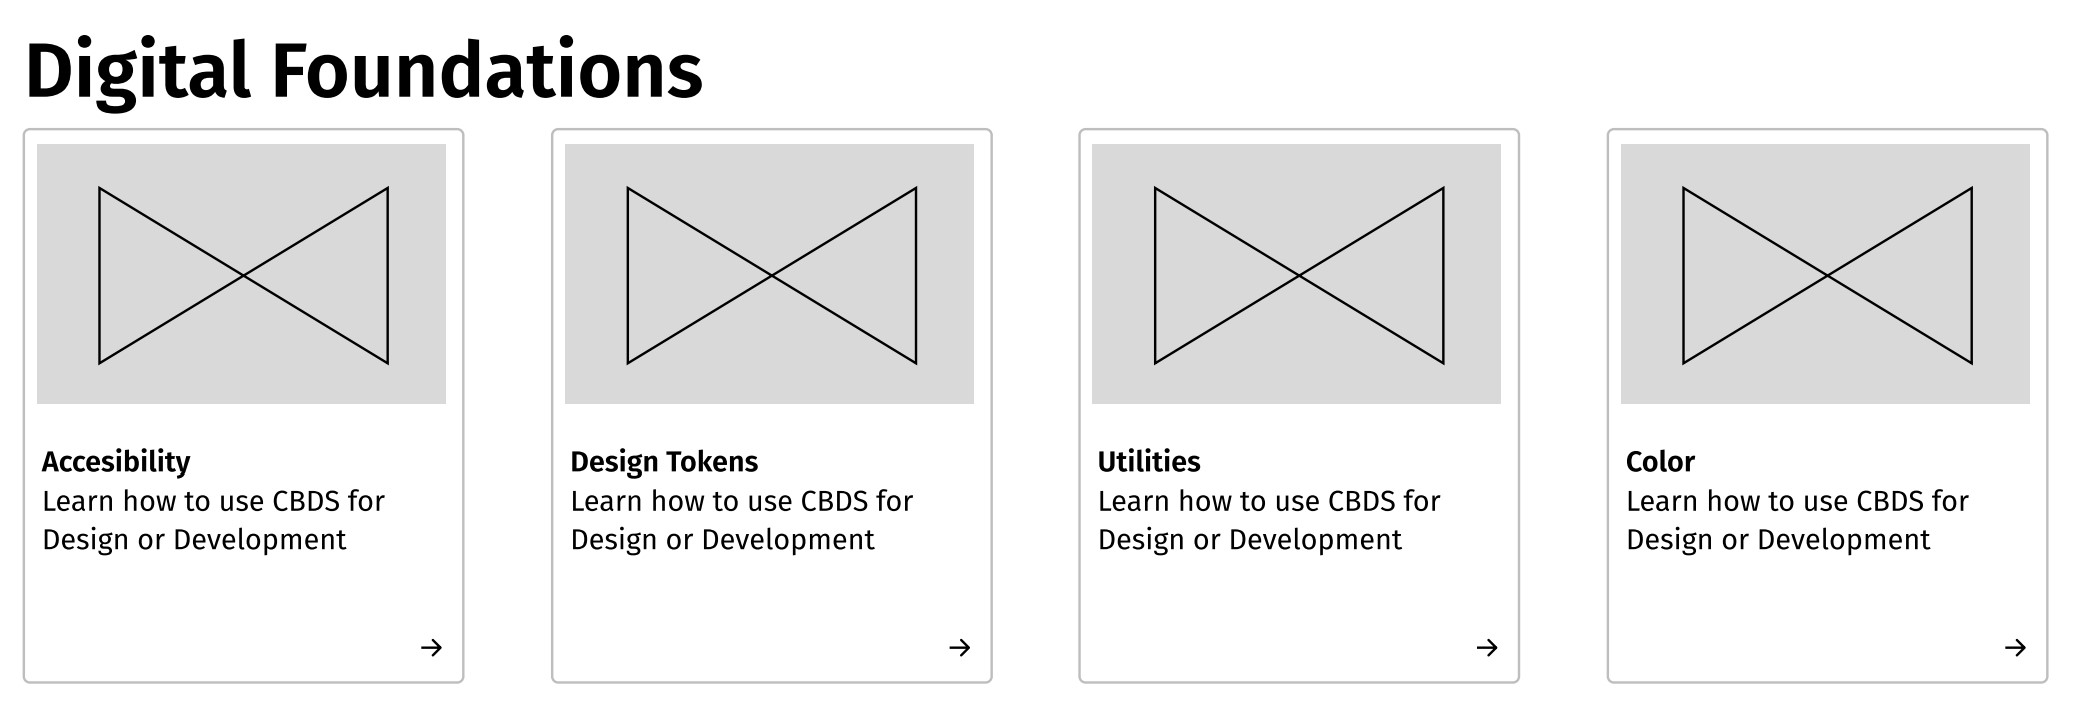 Digital Foundations
Accesibility
Learn how to use CBDS for
Design or Development
→
Design Tokens
Learn how to use CBDS for
Design or Development
→
Utilities
Learn how to use CBDS for
Design or Development
→
Color
Learn how to use CBDS for
Design or Development
→